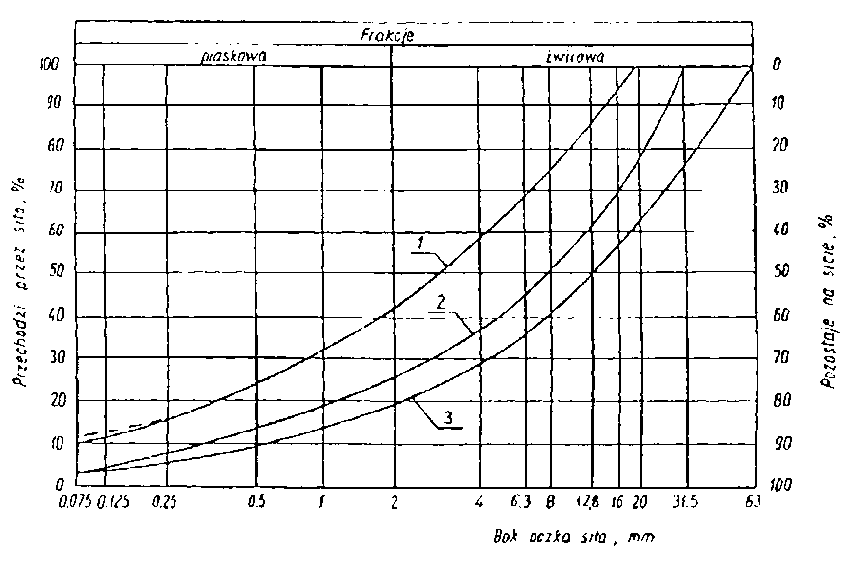 Frakcje
piaskowa żwirowa
100 0
90 10
80 20
70 30
60 40
50 50
40 60
30 70
20 80
10 90
0 100
0.075 0.125 0.25 0.5 1 2 4 6.3 8 12,8 16 20 31.5 63
Bok oczka sita, mm
Przechodzi przez sita, %
Pozostaje na sicie, %
1
2
3